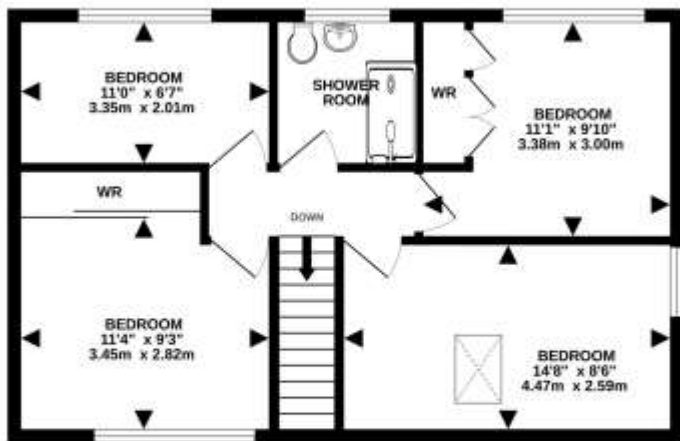 BEDROOM
11'0" x 6'7"
3.35m x 2.01m
SHOWER
ROOM
WR
BEDROOM
11'1" x 9'10"
3.38m x 3.00m
WR
DOWN
BEDROOM
11'4" x 9'3"
3.45m x 2.82m
BEDROOM
14'8" x 8'6"
4.47m x 2.59m